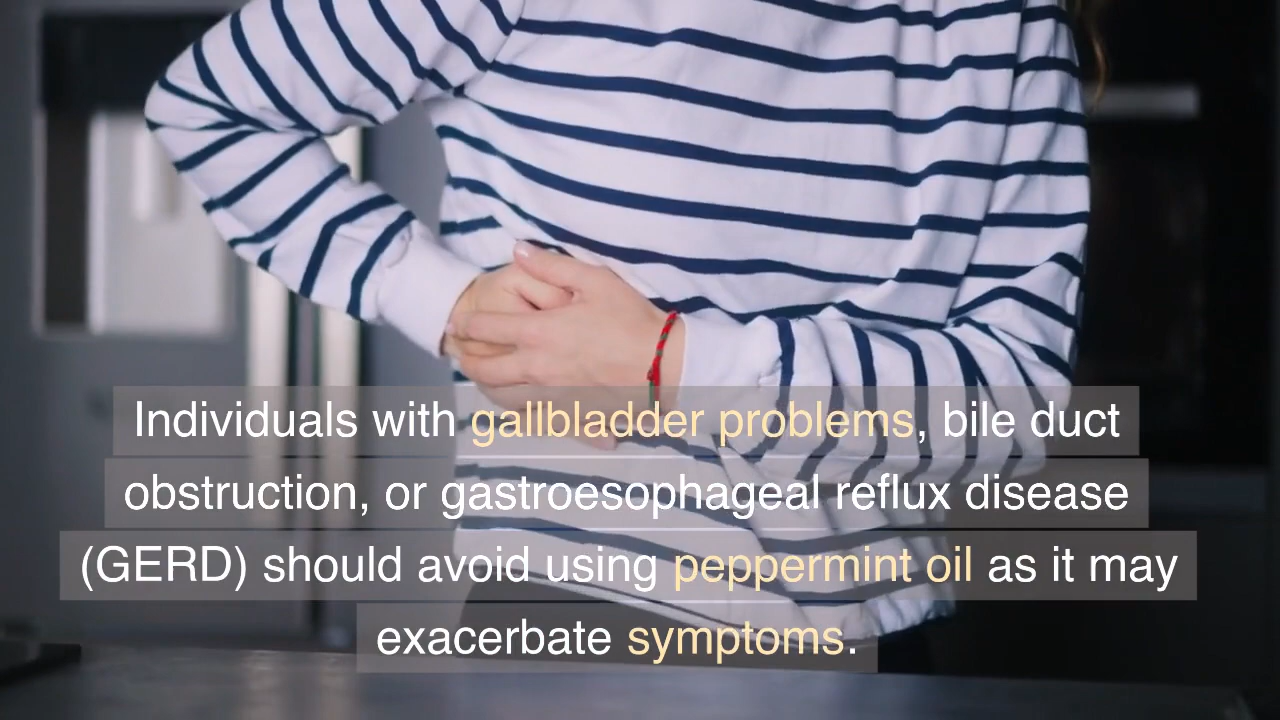 Individuals with gallbladder problems, bile duct
obstruction, or gastroesophageal reflux disease
(GERD) should avoid using peppermint oil as it may
exacerbate symptoms.